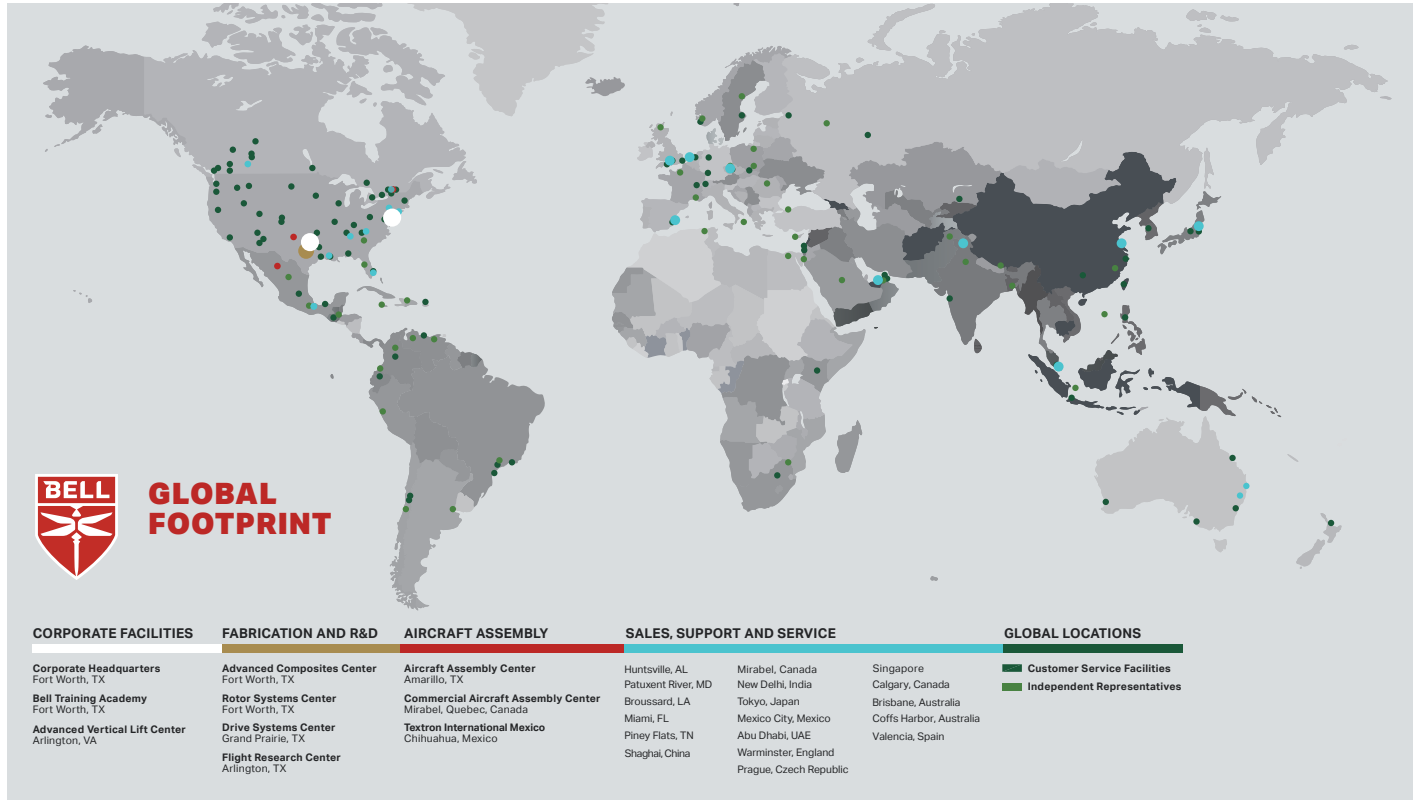 BELL
GLOBAL
FOOTPRINT
CORPORATE FACILITIES
Corporate Headquarters
Fort Worth, TX
Bell Training Academy
Fort Worth, TX
Advanced Vertical Lift Center
Arlington, VA
FABRICATION AND R&D
Advanced Composites Center
Fort Worth, TX
Rotor Systems Center
Fort Worth, TX
Drive Systems Center
Grand Prairie, TX
Flight Research Center
Arlington, TX
AIRCRAFT ASSEMBLY
Aircraft Assembly Center
Amarillo, TX
Commercial Aircraft Assembly Center
Mirabel, Quebec, Canada
Textron International Mexico
Chihuahua, Mexico
SALES, SUPPORT AND SERVICE
Huntsville, AL
Patuxent River, MD
Broussard, LA
Miami, FL
Piney Flats, TN
Shaghai, China
Mirabel, Canada
New Delhi, India
Tokyo, Japan
Mexico City, Mexico
Abu Dhabi, UAE
Warminster, England
Prague, Czech Republic
Singapore
Calgary, Canada
Brisbane, Australia
Coffs Harbor, Australia
Valencia, Spain
GLOBAL LOCATIONS
Customer Service Facilities
Independent Representatives